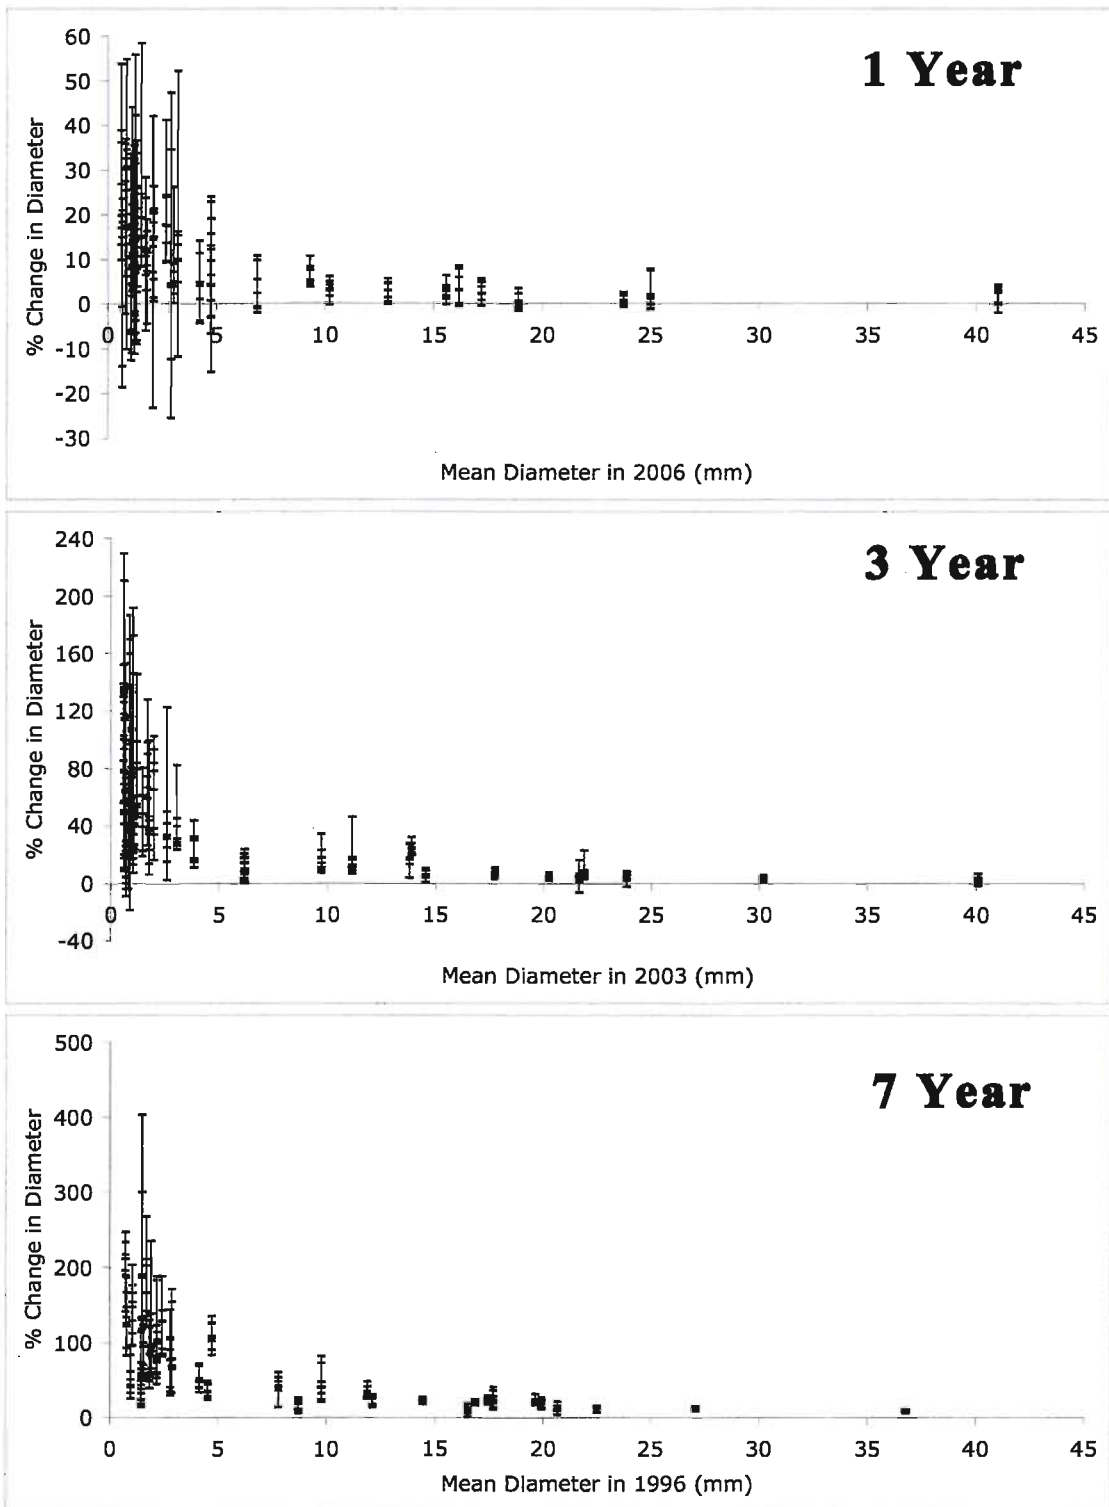 1 Year
60
50
40
30
20
10
0
-10
-20
-30
% Change in Diameter
0 5 10 15 20 25 30 35 40 45
Mean Diameter in 2006 (mm)
3 Year
240
200
160
120
80
40
0
-40
% Change in Diameter
0 5 10 15 20 25 30 35 40 45
Mean Diameter in 2003 (mm)
7 Year
500
400
300
200
100
0
% Change in Diameter
0 5 10 15 20 25 30 35 40 45
Mean Diameter in 1996 (mm)